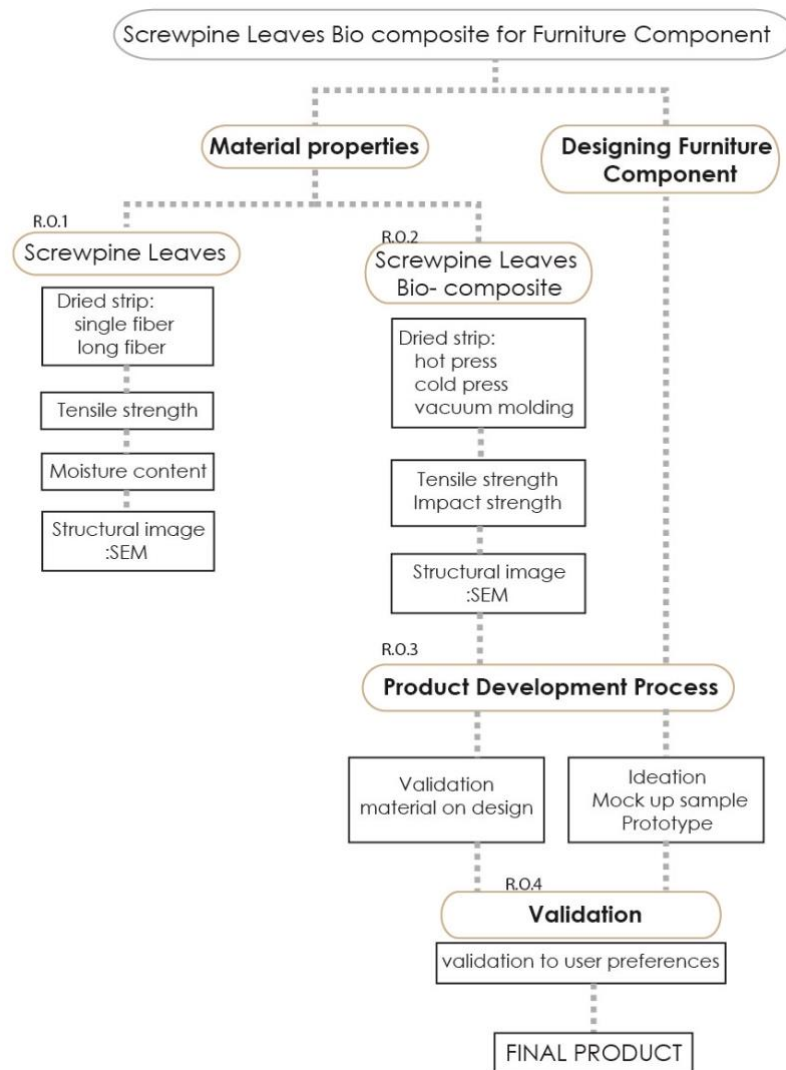 Screwpine Leaves Bio composite for Furniture Component
Material properties
Designing Furniture
Component
R.O.1
Screwpine Leaves
Dried strip:
single fiber
long fiber
Tensile strength
Moisture content
Structural image
:SEM
R.O.2
Screwpine Leaves
Bio- composite
Dried strip:
hot press
cold press
vacuum molding
Tensile strength
Impact strength
Structural image
:SEM
R.O.3
Product Development Process
Validation
material on design
Ideation
Mock up sample
Prototype
R.O.4
Validation
validation to user preferences
FINAL PRODUCT